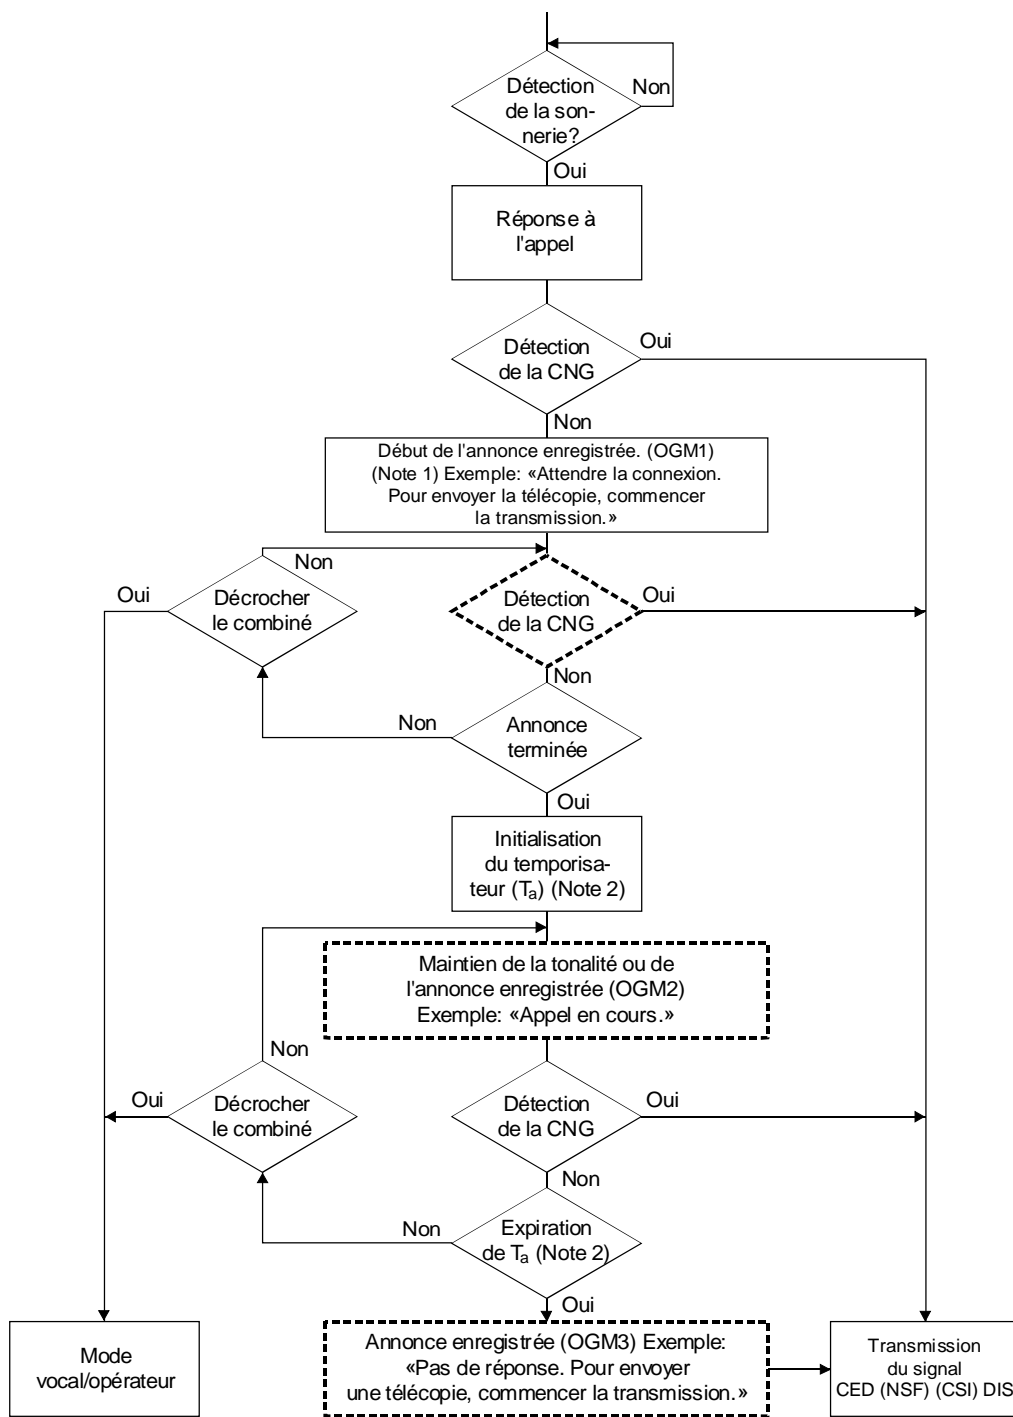 Détection
de la son-
nerie?
Non
Oui
Réponse à
l'appel
Détection
de la CNG
Oui
Non
Début de l'annonce enregistrée. (OGM1)
(Note 1) Exemple: «Attendre la connexion.
Pour envoyer la télécopie, commencer
la transmission.»
Non
Oui
Décrocher
le combiné
Détection
de la CNG
Oui
Non
Non
Annonce
terminée
Oui
Initialisation
du temporisa-
teur (Ta) (Note 2)
Maintien de la tonalité ou de
l'annonce enregistrée (OGM2)
Exemple: «Appel en cours.»
Non
Oui
Décrocher
le combiné
Détection
de la CNG
Oui
Non
Non
Expiration
de Ta (Note 2)
Oui
Mode
vocal/opérateur
Annonce enregistrée (OGM3) Exemple:
«Pas de réponse. Pour envoyer
une télécopie, commencer la transmission.»
Transmission
du signal
CED (NSF) (CSI) DIS